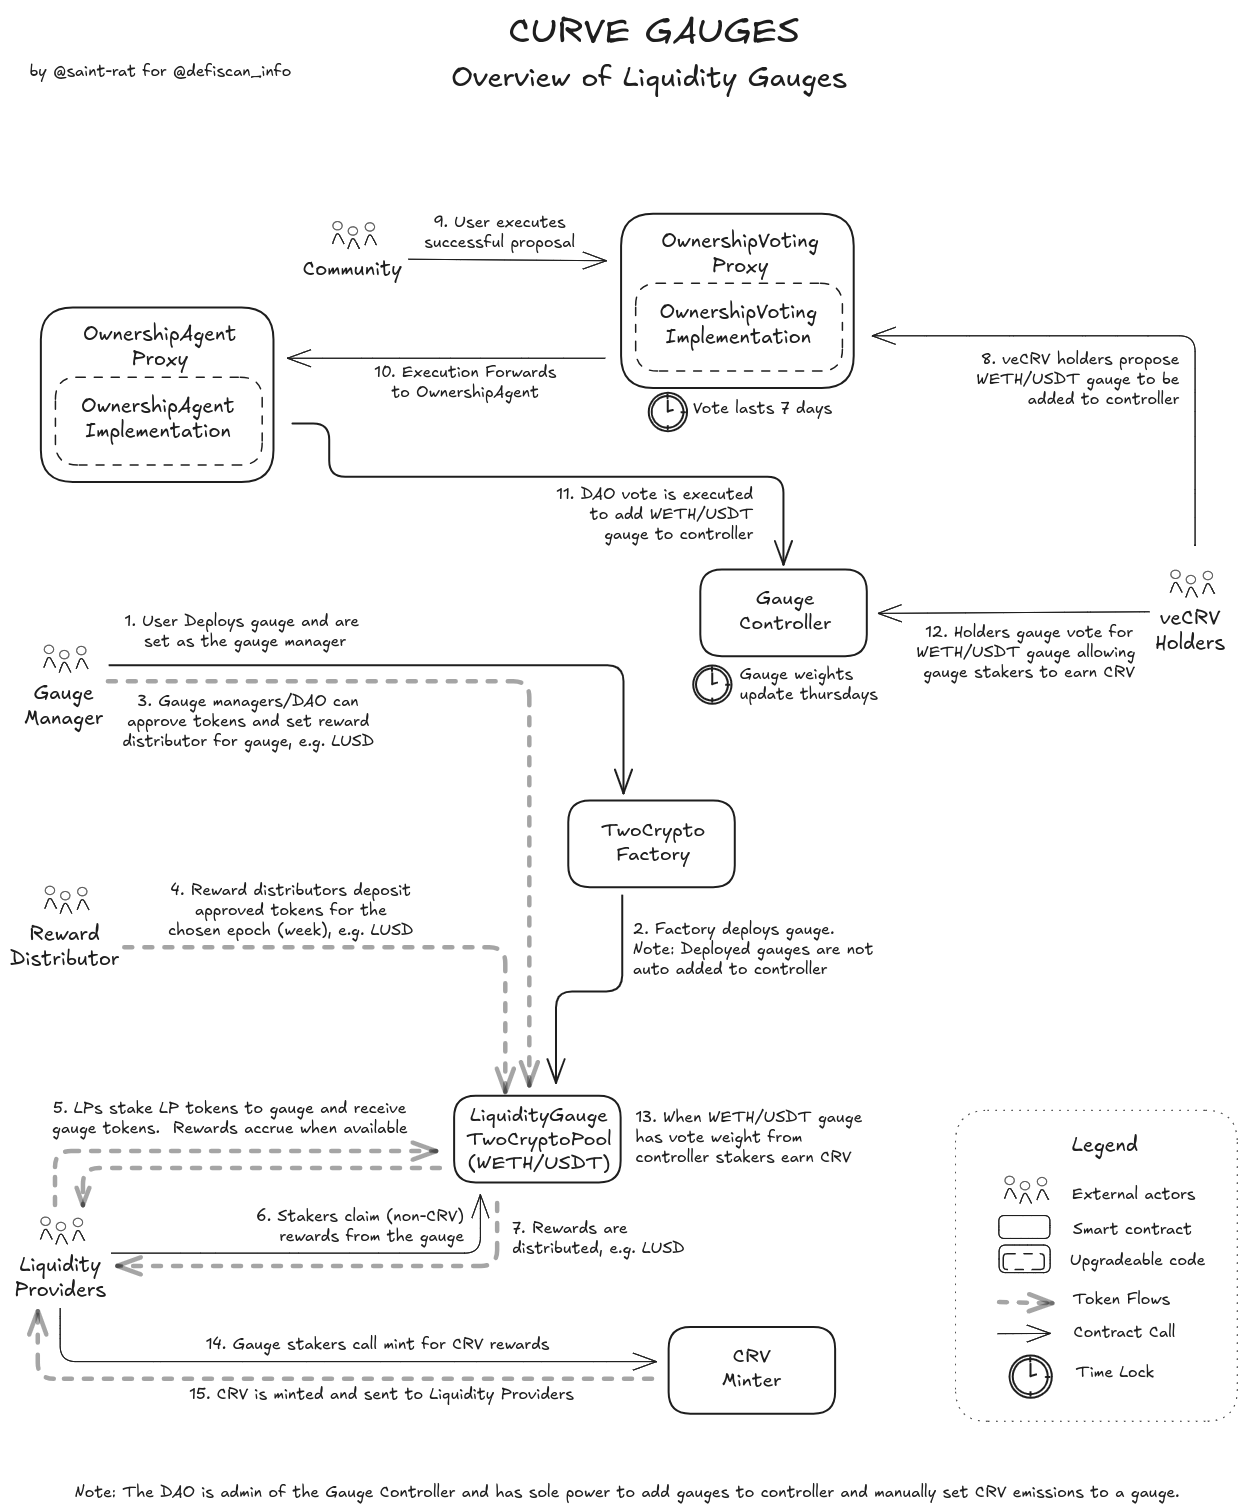 CURVE GAUGES
by @saint-rat for @defiscan_info
Overview of Liquidity Gauges
9. User executes
successful proposal
Community
OwnershipVoting
Proxy
OwnershipVoting
Implementation
Vote lasts 7 days
OwnershipAgent
Proxy
OwnershipAgent
Implementation
10. Execution Forwards
to OwnershipAgent
8. veCRV holders propose
WETH/USDT gauge to be
added to controller
11. DAO vote is executed
to add WETH/USDT
gauge to controller
Gauge
Controller
veCRV
Holders
12. Holders gauge vote for
WETH/USDT gauge allowing
gauge stakers to earn CRV
Gauge weights
update thursdays
1. User Deploys gauge and are
set as the gauge manager
Gauge
Manager
3. Gauge managers/DAO can
approve tokens and set reward
distributor for gauge, e.g. LUSD
TwoCrypto
Factory
4. Reward distributors deposit
approved tokens for the
chosen epoch (week), e.g. LUSD
Reward
Distributor
2. Factory deploys gauge.
Note: Deployed gauges are not
auto added to controller
5. LPs stake LP tokens to gauge and receive
gauge tokens. Rewards accrue when available
LiquidityGauge
TwoCryptoPool
(WETH/USDT)
13. When WETH/USDT gauge
has vote weight from
controller stakers earn CRV
6. Stakers claim (non-CRV)
rewards from the gauge
7. Rewards are
distributed, e.g. LUSD
Liquidity
Providers
14. Gauge stakers call mint for CRV rewards
15. CRV is minted and sent to Liquidity Providers
CRV
Minter
Legend
External actors
Smart contract
Upgradeable code
Token Flows
Contract Call
Time Lock
Note: The DAO is admin of the Gauge Controller and has sole power to add gauges to controller and manually set CRV emissions to a gauge.